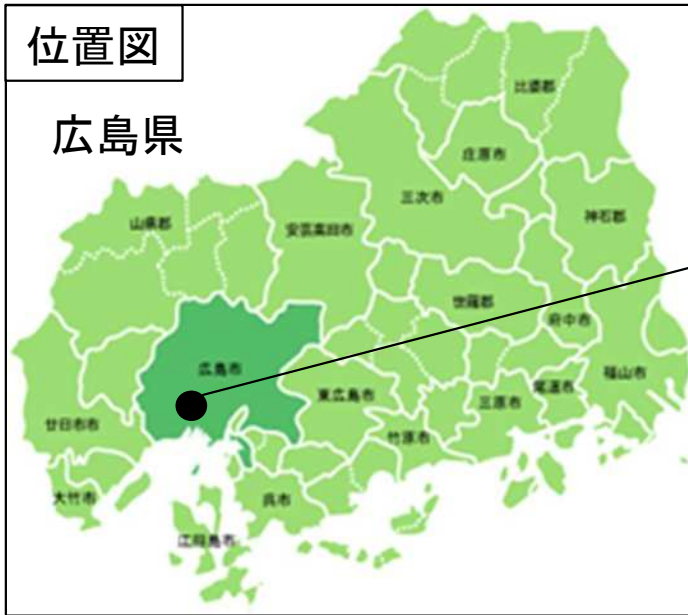 位置図
広島県
比婆郡
庄原市
三次市
山県郡
安芸高田市
神石郡
世羅郡
府中市
広島市
東広島市
三原市
尾道市
福山市
廿日市市
竹原市
大竹市
呉市
江田島市